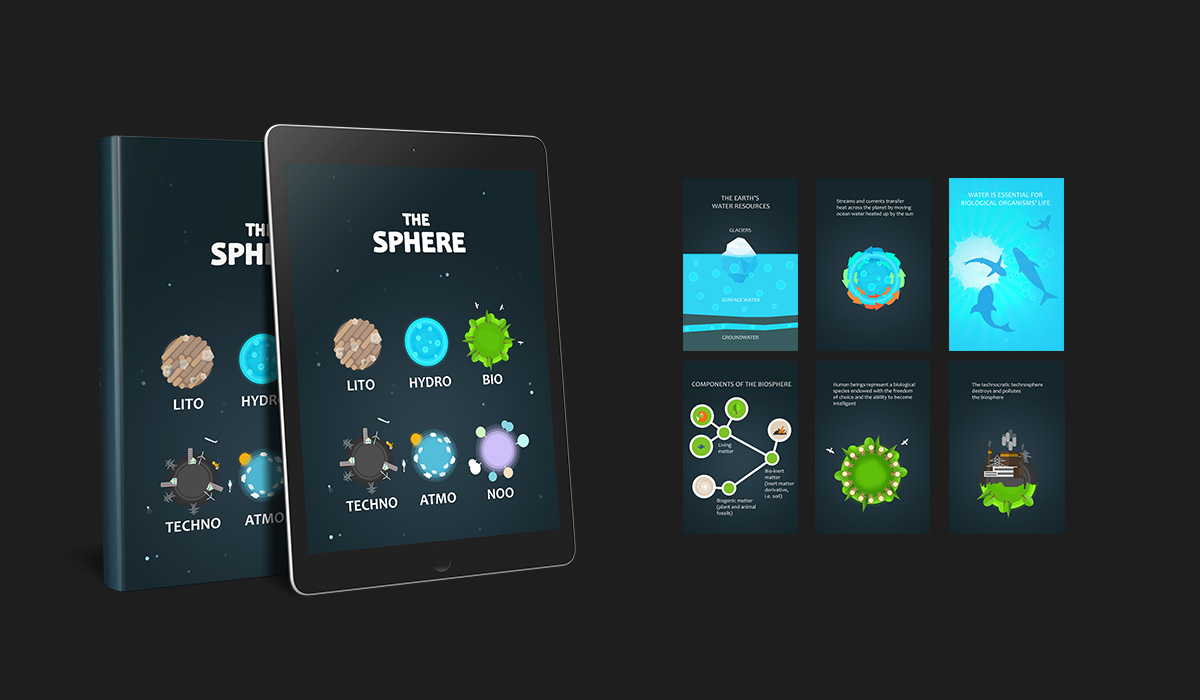 THE
SPH
LITO
HYDR
TECHNO
ATMO
THE
SPHERE
LITO
HYDRO
BIO
TECHNO
ATMO
NOO
THE EARTH'S
WATER RESOURCES
GLACIERS
SURFACE WATER
GROUNDWATER
Streams and currents transfer
heat across the planet by moving
ocean water heated up by the sun
WATER IS ESSENTIAL FOR
BIOLOGICAL ORGANISMS' LIFE
COMPONENTS OF THE BIOSPHERE
Living
matter
Bio-inert
matter
(inert matter
derivative,
i.e. soil)
Biogenic matter
(plant and animal
fossils)
Human beings represent a biological
species endowed with the freedom
of choice and the ability to become
Intelligent
The technocratic technosphere
destroys and pollutes
the biosphere